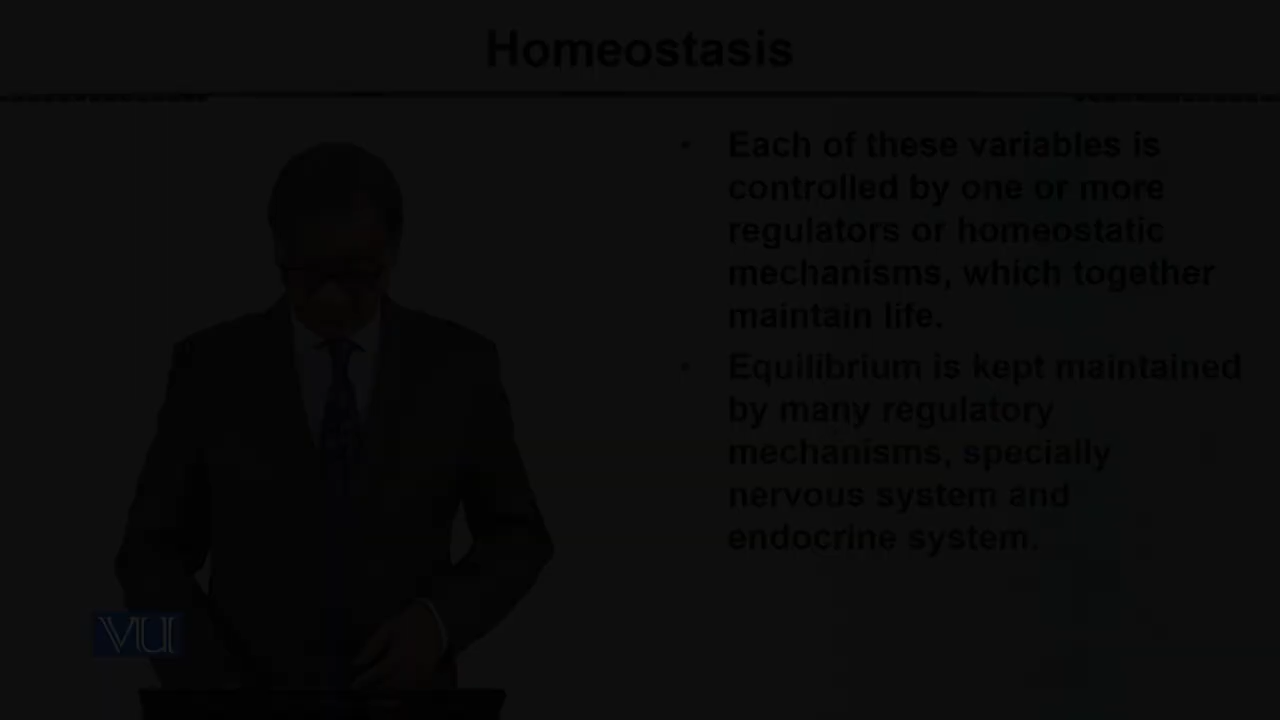 Homeostasis
• Each of these variables is
controlled by one or more
regulators or homeostatic
mechanisms, which together
maintain life.
• Equilibrium is kept maintained
by many regulatory
mechanisms, specially
nervous system and
endocrine system.
VU